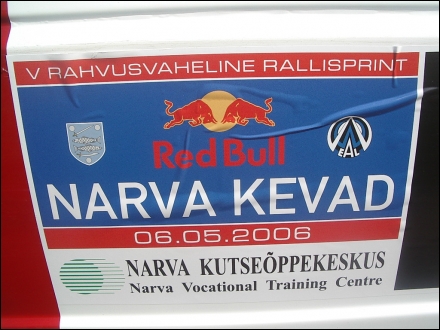 V RAHVUSVAHELINE RALLISPRINT
Red Bull
EAL
NARVA KEVAD
06.05.2006
NARVA KUTSEÕPPEKESKUS
Narva Vocational Training Centre